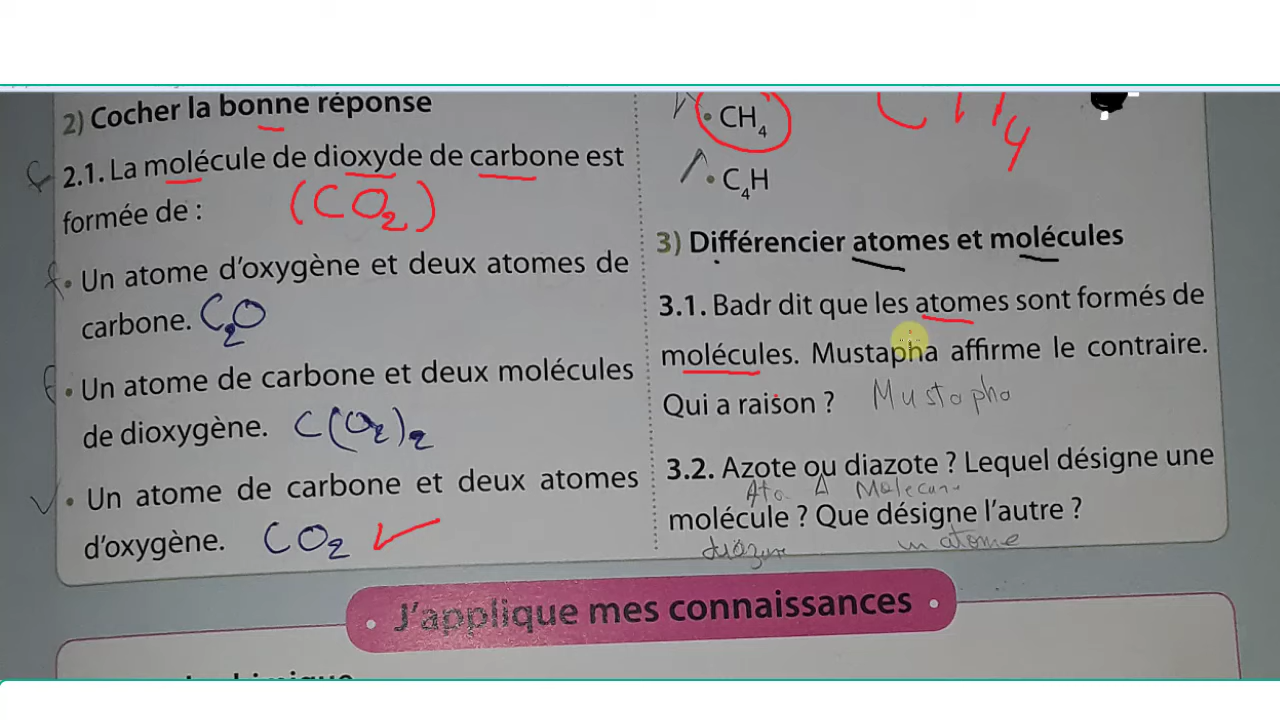 2) Cocher la bonne réponse
2.1. La molécule de dioxyde de carbone est
formée de :
(CO2)
• Un atome d'oxygène et deux atomes de
carbone. C2O
• Un atome de carbone et deux molécules
de dioxygène. C(O2)2
• Un atome de carbone et deux atomes
d'oxygène. CO2
• CH4
CH4
• C4H
3) Différencier atomes et molécules
3.1. Badr dit que les atomes sont formés de
molécules. Mustapha affirme le contraire.
Qui a raison ? Mustapha
3.2. Azote ou diazote ? Lequel désigne une
molécule ? Que désigne l'autre ?
atome
• J'applique mes connaissances •